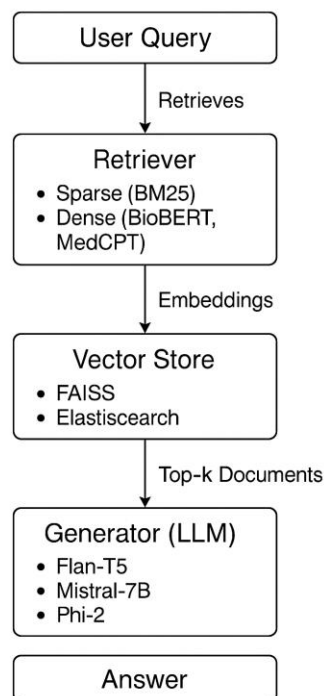 User Query
Retrieves
Retriever
• Sparse (BM25)
• Dense (BioBERT,
MedCPT)
Embeddings
Vector Store
• FAISS
• Elastiscearch
Top-k Documents
Generator (LLM)
• Flan-T5
• Mistral-7B
• Phi-2
Answer